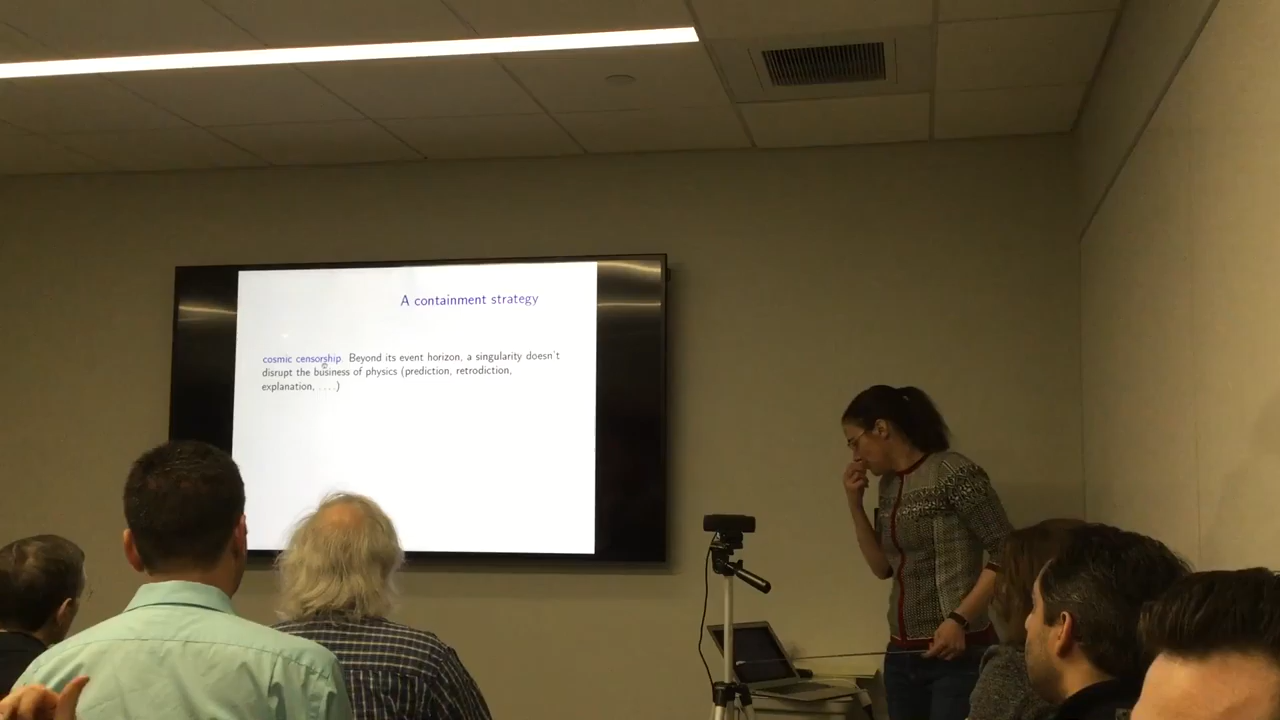 A containment strategy
cosmic censorship. Beyond its event horizon, a singularity doesn't
disrupt the business of physics (prediction, retrodiction,
explanation, ....)